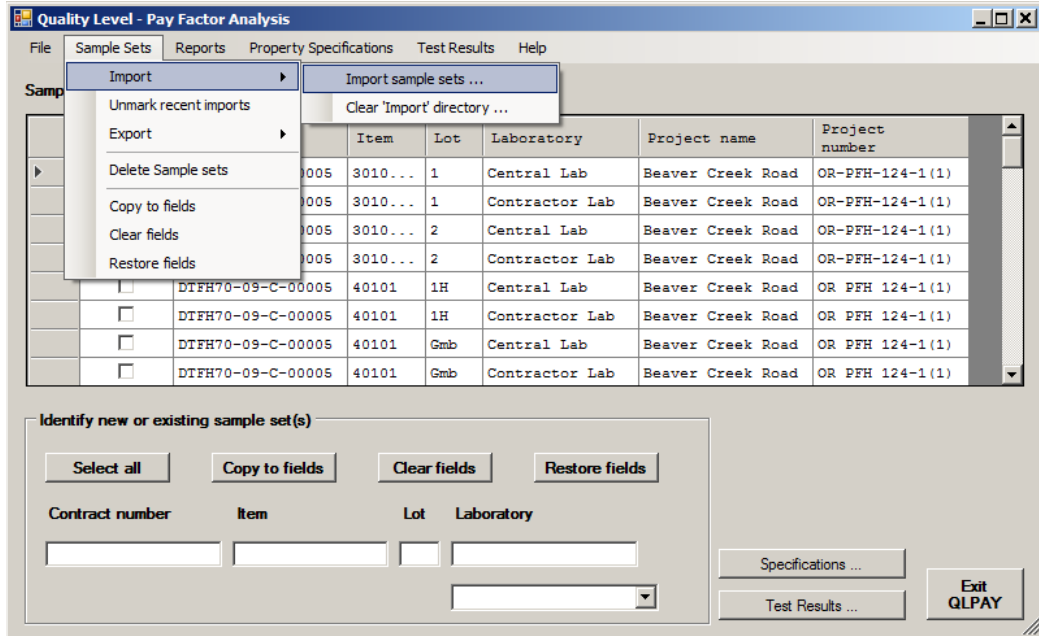 Quality Level - Pay Factor Analysis
File Sample Sets Reports Property Specifications Test Results Help
Import Import sample sets ...
Samp
Unmark recent imports Clear 'Import' directory ...
Export Item Lot Laboratory Project name Project number
Delete Sample sets 0005 3010... 1 Central Lab Beaver Creek Road OR-PFH-124-1(1)
Copy to fields 0005 3010... 1 Contractor Lab Beaver Creek Road OR-PFH-124-1(1)
Clear fields 0005 3010... 2 Central Lab Beaver Creek Road OR-PFH-124-1(1)
Restore fields 0005 3010... 2 Contractor Lab Beaver Creek Road OR-PFH-124-1(1)
DTFH70-09-C-00005 40101 1H Central Lab Beaver Creek Road OR PFH 124-1(1)
DTFH70-09-C-00005 40101 1H Contractor Lab Beaver Creek Road OR PFH 124-1(1)
DTFH70-09-C-00005 40101 Gmb Central Lab Beaver Creek Road OR PFH 124-1(1)
DTFH70-09-C-00005 40101 Gmb Contractor Lab Beaver Creek Road OR PFH 124-1(1)
Identify new or existing sample set(s)
Select all Copy to fields Clear fields Restore fields
Contract number Item Lot Laboratory
Specifications ...
Test Results ...
Exit
QLPAY